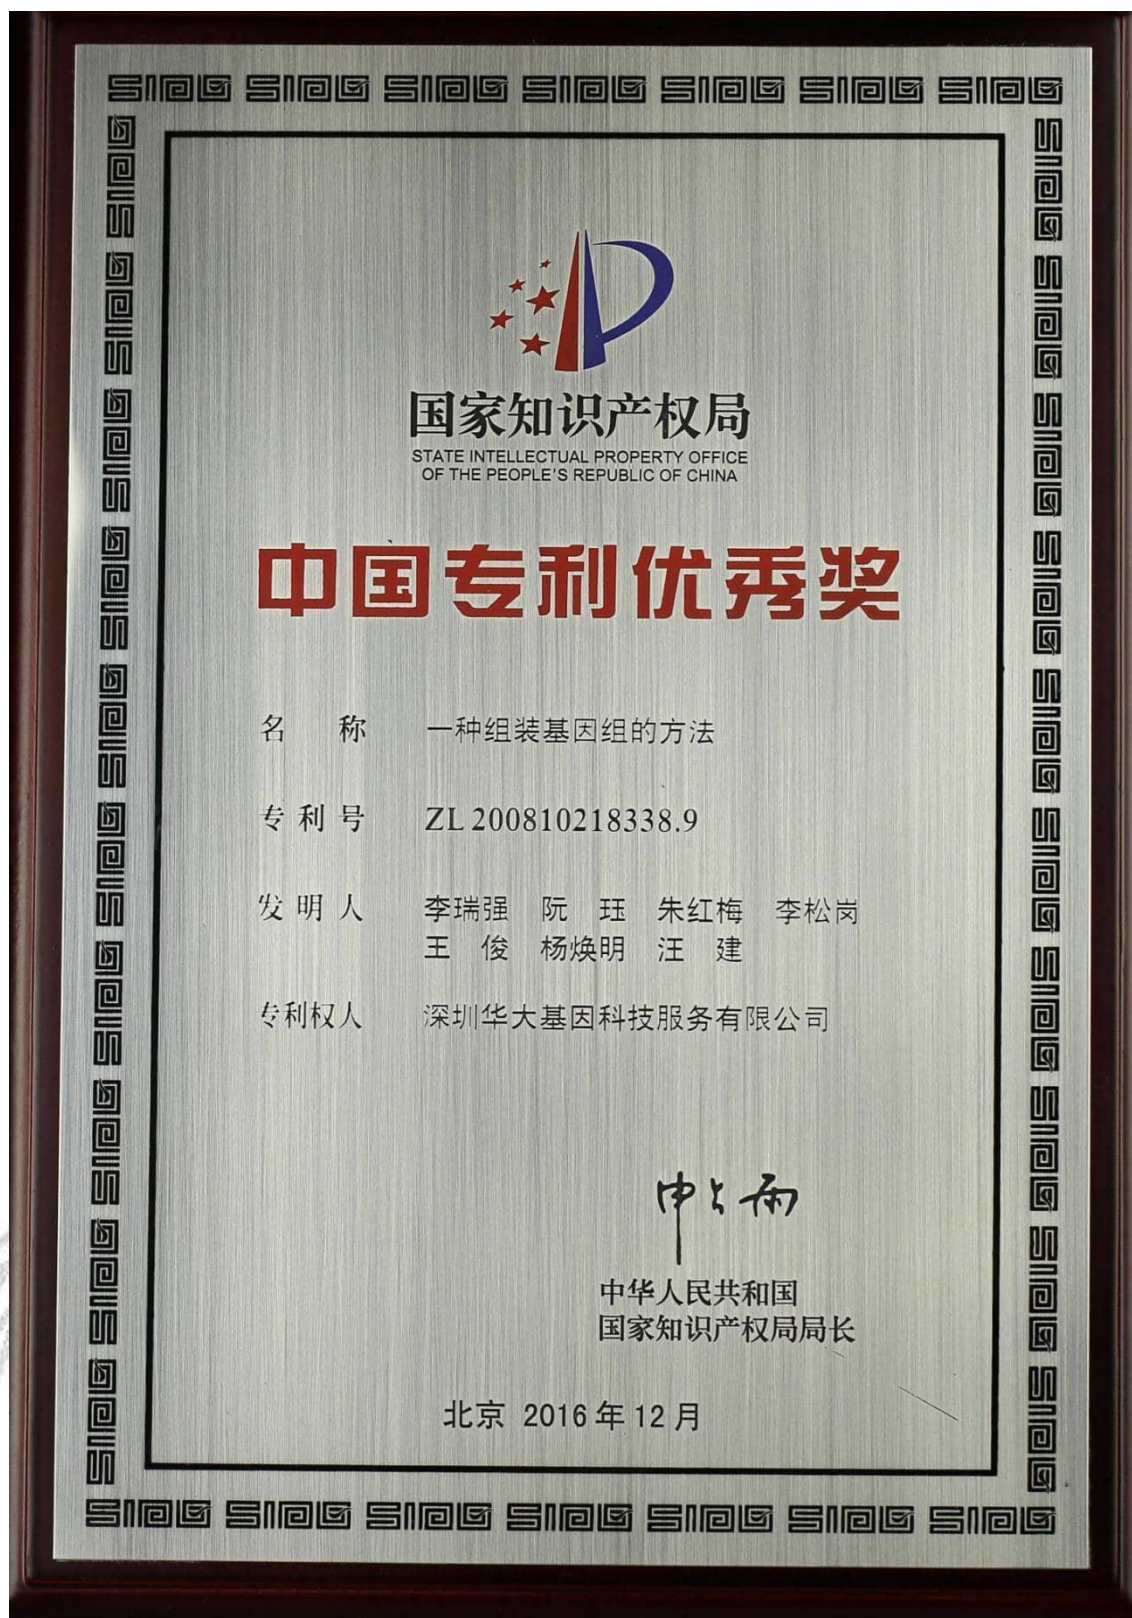 国家知识产权局
STATE INTELLECTUAL PROPERTY OFFICE
OF THE PEOPLE'S REPUBLIC OF CHINA
中国专利优秀奖
名 称 一种组装基因组的方法
专利号 ZL 200810218338.9
发明人 李瑞强 阮 珏 朱红梅 李松岗
王 俊 杨焕明 汪 建
专利权人 深圳华大基因科技服务有限公司
申长雨
中华人民共和国
国家知识产权局局长
北京 2016年12月